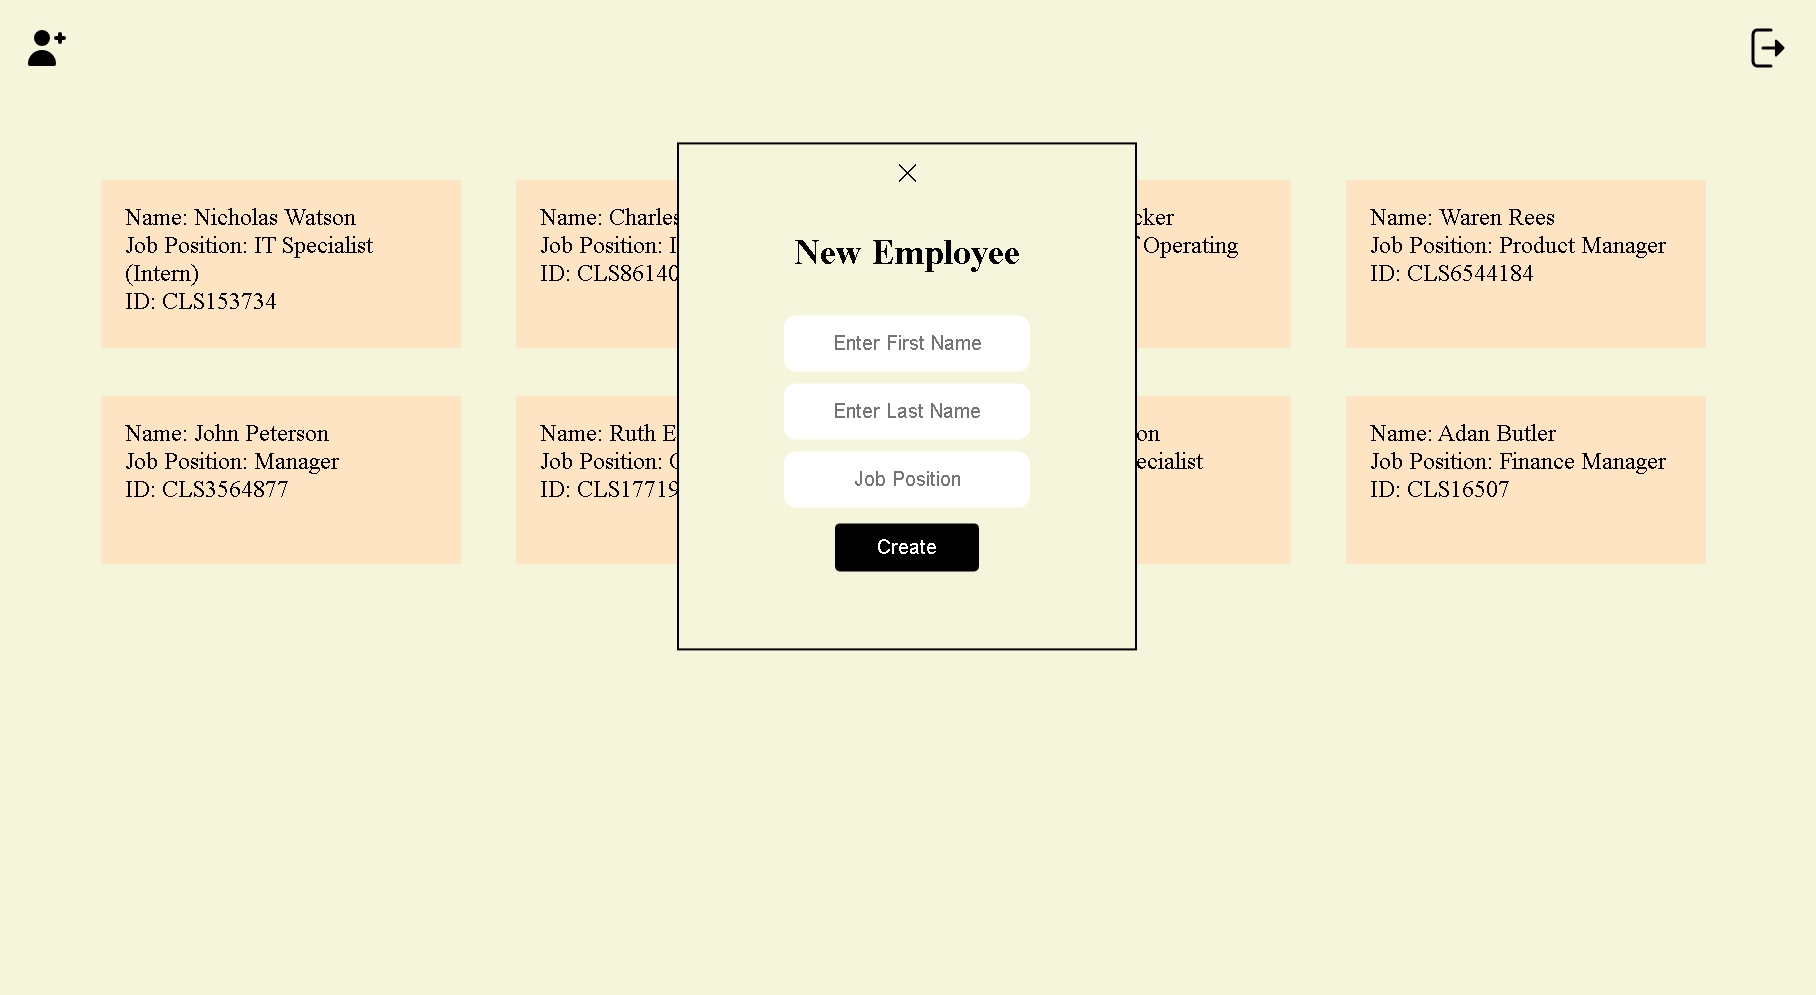 Name: Nicholas Watson
Job Position: IT Specialist
(Intern)
ID: CLS153734
Name: Charles
Job Position:
ID: CLS86140
Operating
Name: Waren Rees
Job Position: Product Manager
ID: CLS6544184
Name: John Peterson
Job Position: Manager
ID: CLS3564877
Name: Ruth
Job Position:
ID: CLS17719
Name: Adan Butler
Job Position: Finance Manager
ID: CLS16507
New Employee
Enter First Name
Enter Last Name
Job Position
Create